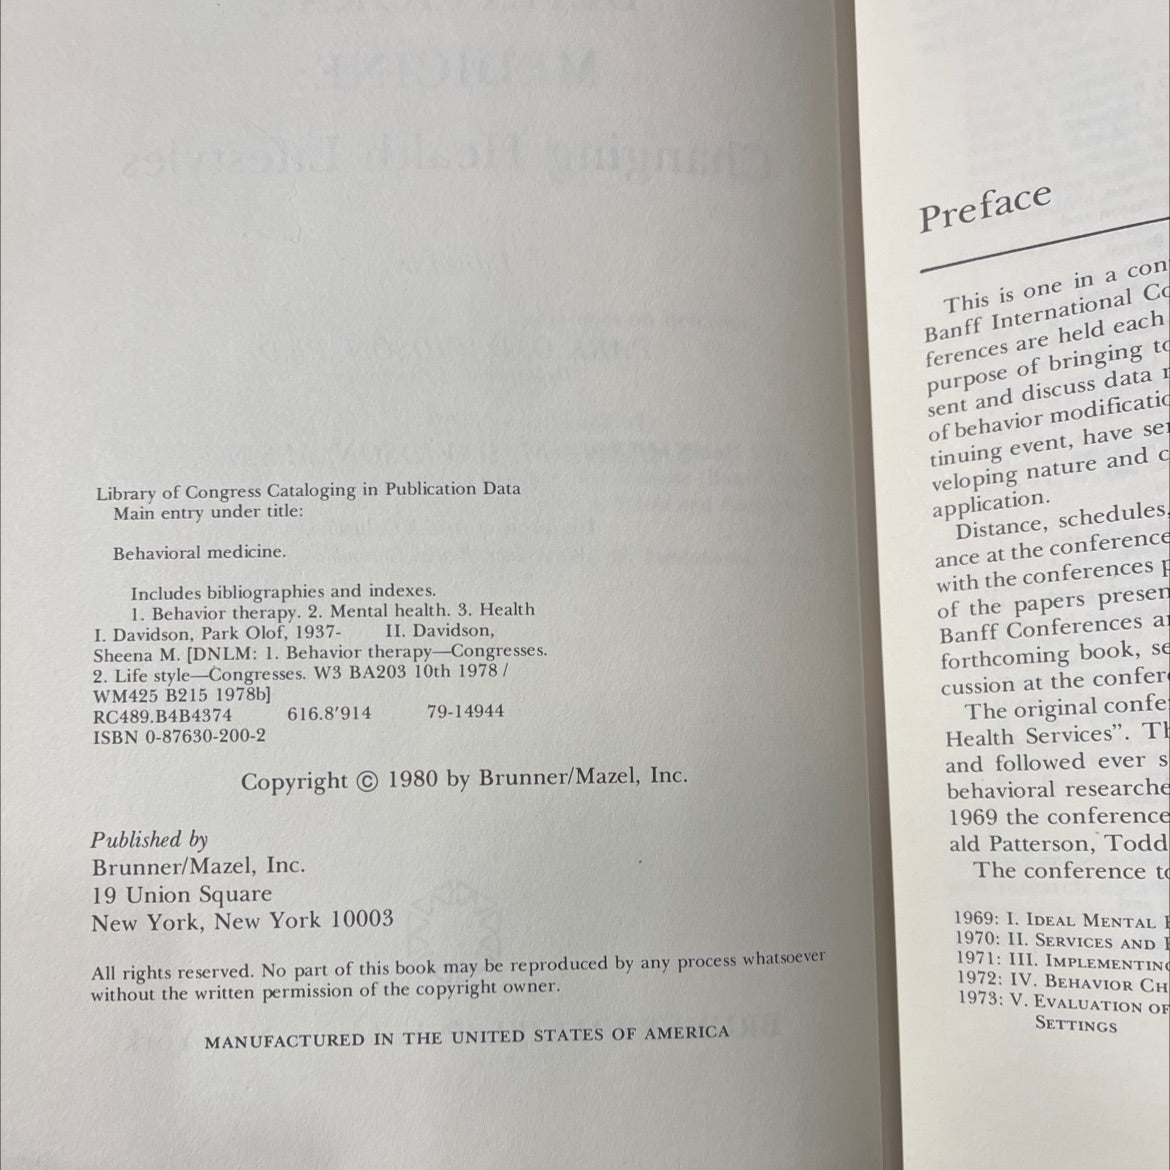 Library of Congress Cataloging in Publication Data
Main entry under title:
Behavioral medicine.
Includes bibliographies and indexes.
1. Behavior therapy. 2. Mental health. 3. Health
I. Davidson, Park Olof, 1937- II. Davidson,
Sheena M. [DNLM: 1. Behavior therapy—Congresses.
2. Life style—Congresses. W3 BA203 10th 1978 /
WM425 B215 1978b]
RC489.B4B4374 616.8'914 79-14944
ISBN 0-87630-200-2
Copyright © 1980 by Brunner/Mazel, Inc.
Published by
Brunner/Mazel, Inc.
19 Union Square
New York, New York 10003
All rights reserved. No part of this book may be reproduced by any process whatsoever
without the written permission of the copyright owner.
MANUFACTURED IN THE UNITED STATES OF AMERICA
Preface
This is one in a con
Banff International Co
ferences are held each
purpose of bringing to
sent and discuss data
of behavior modificatio
tinuing event, have ser
veloping nature and c
application.
Distance, schedules,
ance at the conference
with the conferences
of the papers presen
Banff Conferences a
forthcoming book, se
cussion at the confer
The original confe
Health Services". Th
and followed ever s
behavioral researche
1969 the conference
ald Patterson, Todd
The conference to
1969: I. IDEAL MENTAL
1970: II. SERVICES AND
1971: III. IMPLEMENTING
1972: IV. BEHAVIOR CH
1973: V. EVALUATION OF
SETTINGS